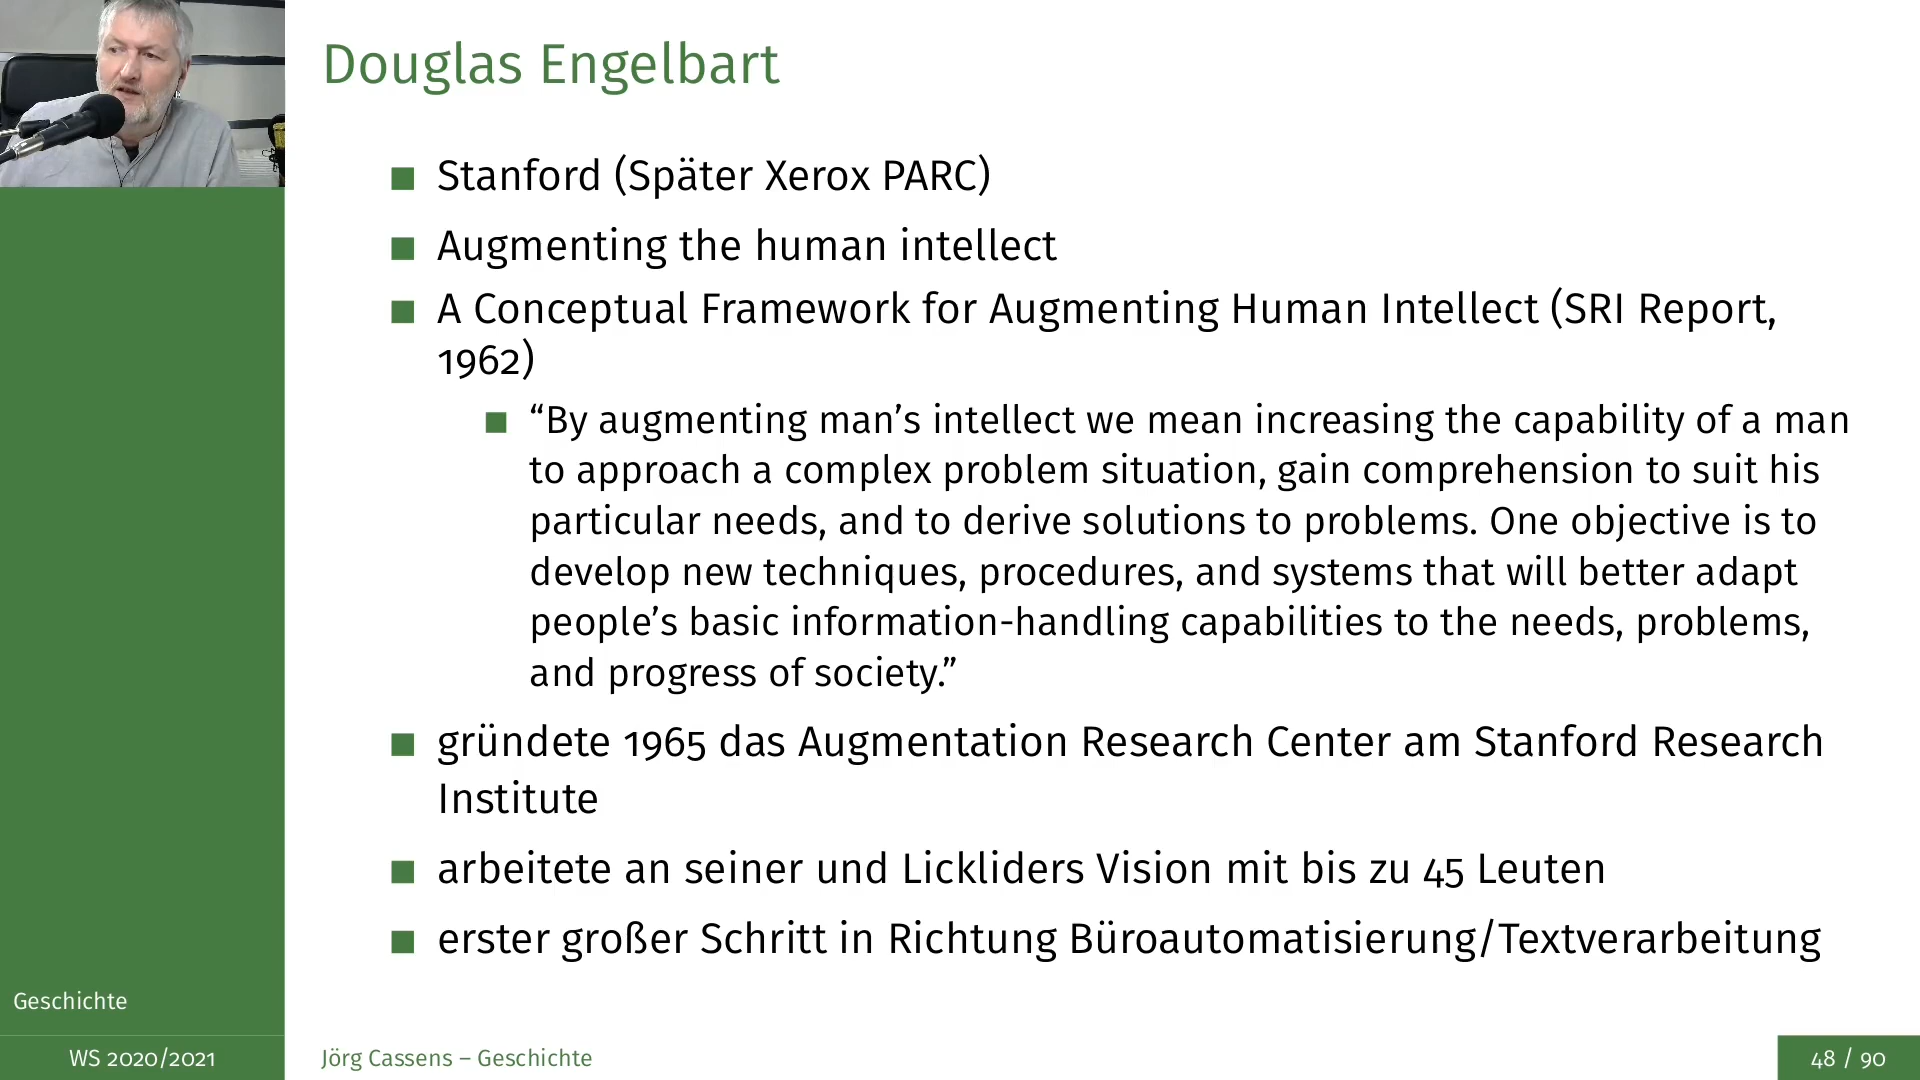 Douglas Engelbart
Stanford (Später Xerox PARC)
Augmenting the human intellect
A Conceptual Framework for Augmenting Human Intellect (SRI Report,
1962)
“By augmenting man’s intellect we mean increasing the capability of a man
to approach a complex problem situation, gain comprehension to suit his
particular needs, and to derive solutions to problems. One objective is to
develop new techniques, procedures, and systems that will better adapt
people’s basic information-handling capabilities to the needs, problems,
and progress of society.”
gründete 1965 das Augmentation Research Center am Stanford Research
Institute
arbeitete an seiner und Lickliders Vision mit bis zu 45 Leuten
erster großer Schritt in Richtung Büroautomatisierung/Textverarbeitung
Geschichte
WS 2020/2021
Jörg Cassens – Geschichte
48 / 90